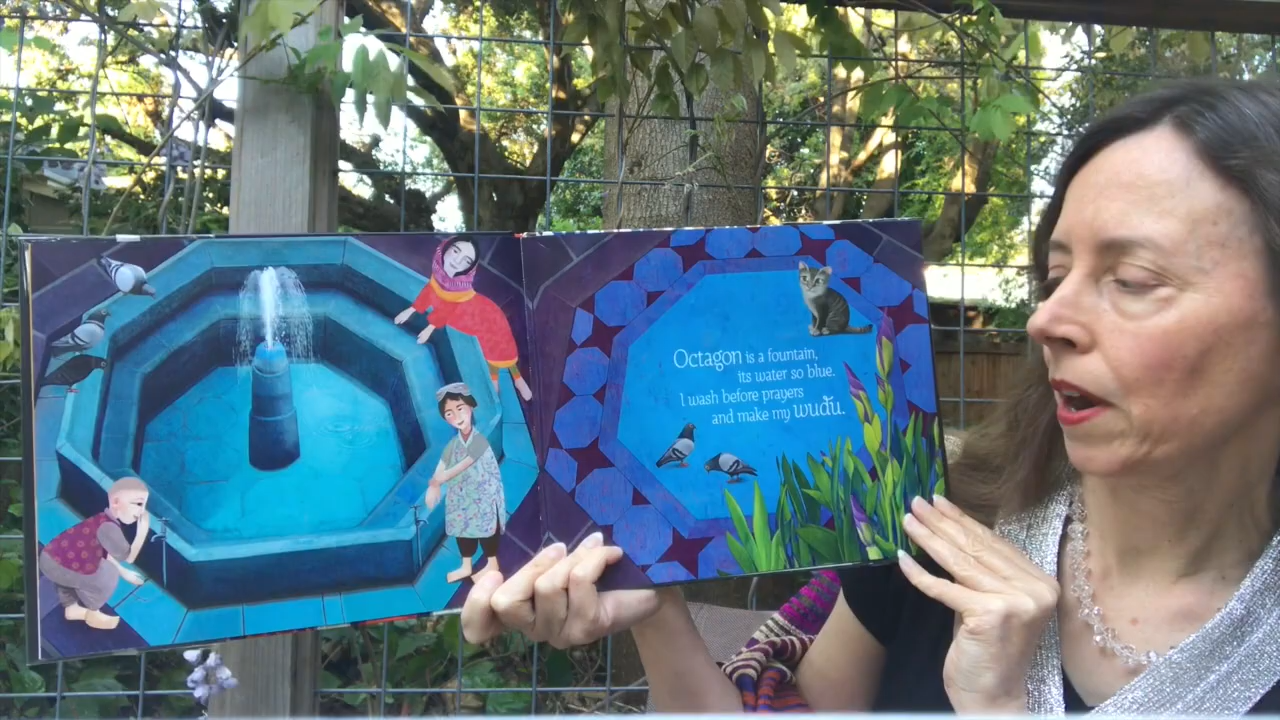 Octagon is a fountain,
its water so blue.
I wash before prayers
and make my wudu.